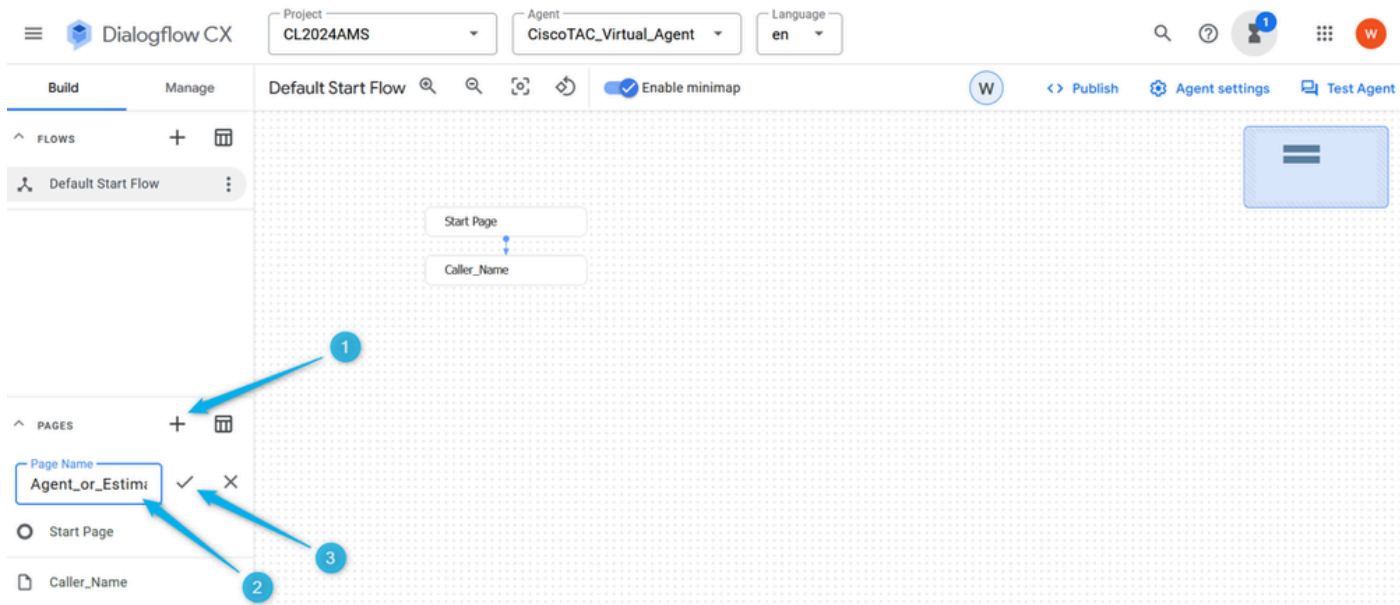 Project
Agent
Language
Dialogflow CX
CL2024AMS
CiscoTAC_Virtual_Agent
en
1
W
Build
Manage
Default Start Flow
Enable minimap
W
<> Publish
Agent settings
Test Agent
FLOWS
Default Start Flow
Start Page
Caller_Name
1
PAGES
Page Name
Agent_or_Estima
Start Page
3
Caller_Name
2